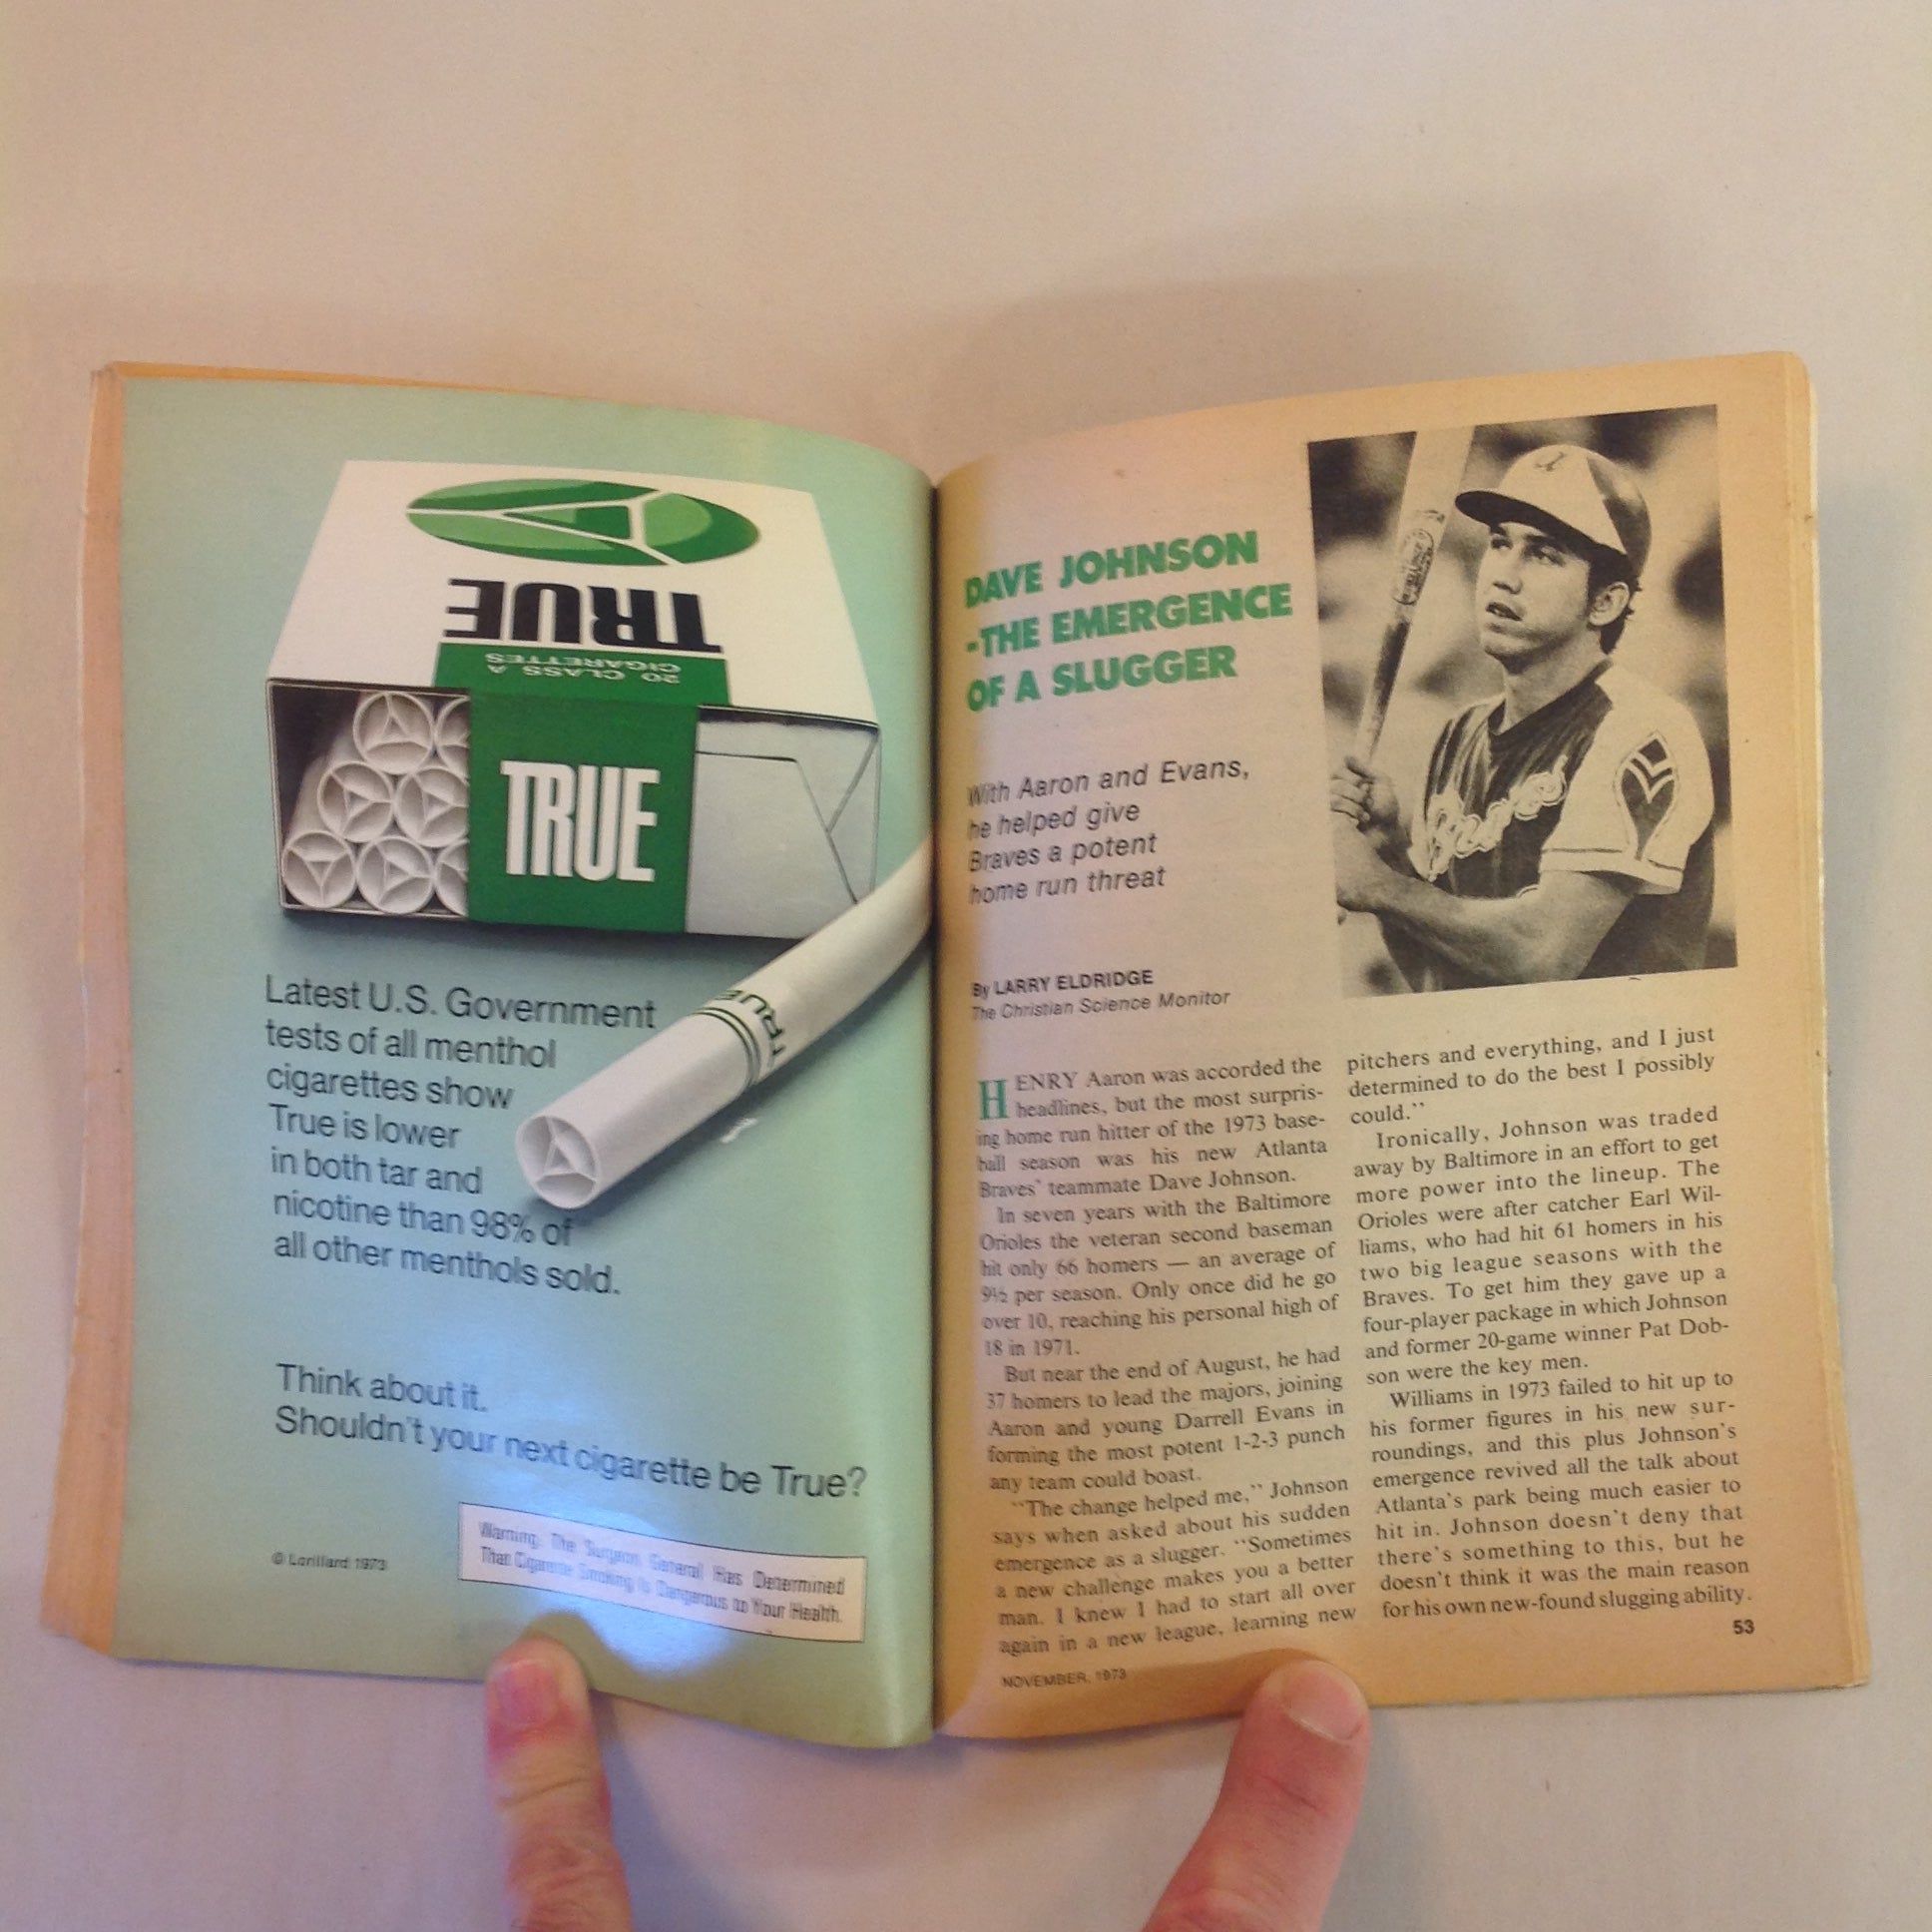 TRUE
20 CLASS A
CIGARETTES
TRUE
TRUE
Latest U.S. Government
tests of all menthol
cigarettes show
True is lower
in both tar and
nicotine than 98% of
all other menthols sold.
Think about it.
Shouldn't your next cigarette be True?
© Lorillard 1973
Warning: The Surgeon General Has Determined
That Cigarette Smoking Is Dangerous to Your Health.
DAVE JOHNSON
-THE EMERGENCE
OF A SLUGGER
With Aaron and Evans,
he helped give
Braves a potent
home run threat
By LARRY ELDRIDGE
The Christian Science Monitor
Braves
HENRY Aaron was accorded the
headlines, but the most surpris-
ing home run hitter of the 1973 base-
ball season was his new Atlanta
Braves' teammate Dave Johnson.
In seven years with the Baltimore
Orioles the veteran second baseman
hit only 66 homers — an average of
9½ per season. Only once did he go
over 10, reaching his personal high of
18 in 1971.
But near the end of August, he had
37 homers to lead the majors, joining
Aaron and young Darrell Evans in
forming the most potent 1-2-3 punch
any team could boast.
"The change helped me," Johnson
says when asked about his sudden
emergence as a slugger. "Sometimes
a new challenge makes you a better
man. I knew I had to start all over
again in a new league, learning new
pitchers and everything, and I just
determined to do the best I possibly
could."
Ironically, Johnson was traded
away by Baltimore in an effort to get
more power into the lineup. The
Orioles were after catcher Earl Wil-
liams, who had hit 61 homers in his
two big league seasons with the
Braves. To get him they gave up a
four-player package in which Johnson
and former 20-game winner Pat Dob-
son were the key men.
Williams in 1973 failed to hit up to
his former figures in his new sur-
roundings, and this plus Johnson's
emergence revived all the talk about
Atlanta's park being much easier to
hit in. Johnson doesn't deny that
there's something to this, but he
doesn't think it was the main reason
for his own new-found slugging ability.
NOVEMBER, 1973
53